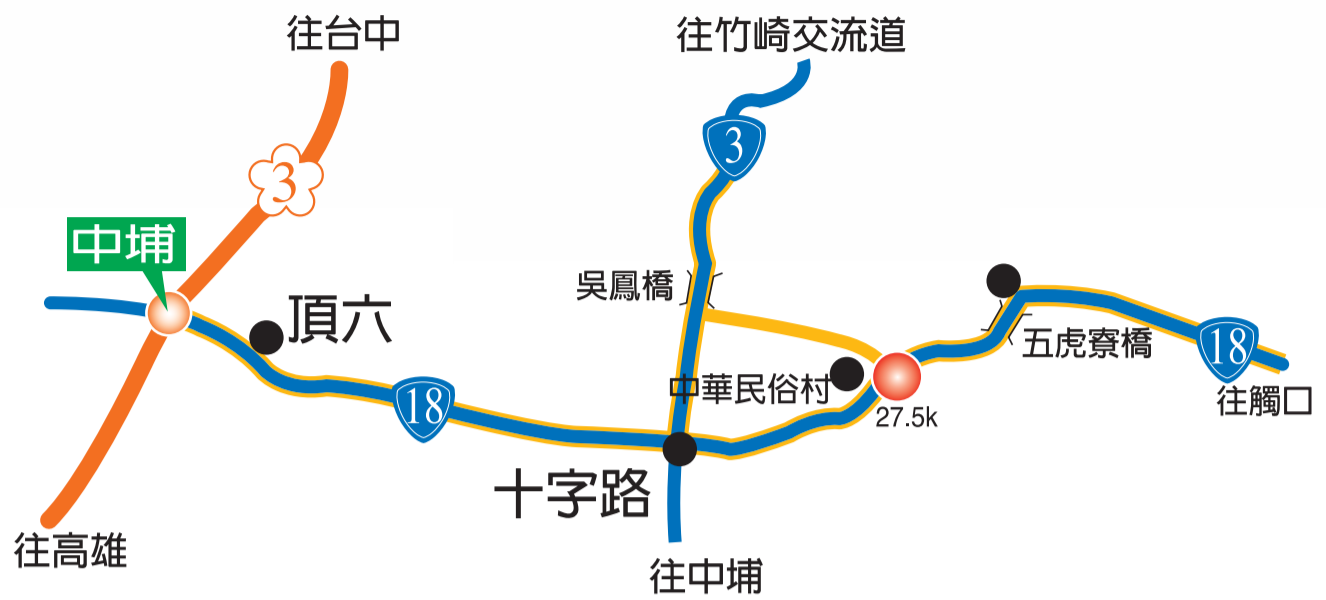 往台中
往竹崎交流道
3
3
中埔
吳鳳橋
頂六
五虎寮橋
18
中華民俗村
18
往觸口
27.5k
十字路
往高雄
往中埔